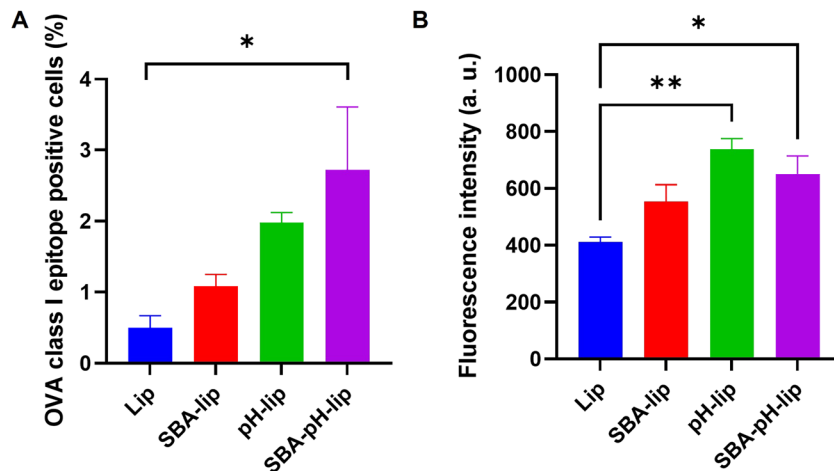 A
OVA class I epitope positive cells (%)
*
4
3
2
1
0
Lip
SBA-lip
pH-lip
SBA-pH-lip
B
Fluorescence intensity (a. u.)
*
**
1000
800
600
400
200
0
Lip
SBA-lip
pH-lip
SBA-pH-lip